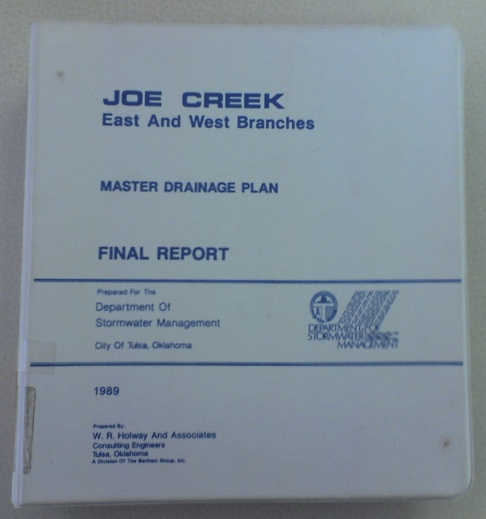 JOE CREEK
East And West Branches
MASTER DRAINAGE PLAN
FINAL REPORT
Prepared For The
Department Of
Stormwater Management
City Of Tulsa, Oklahoma
DEPARTMENT FOR
STORMWATER
MANAGEMENT
1989
Prepared By:
W. R. Holway And Associates
Consulting Engineers
Tulsa, Oklahoma
A Division Of The Benham Group, Inc.